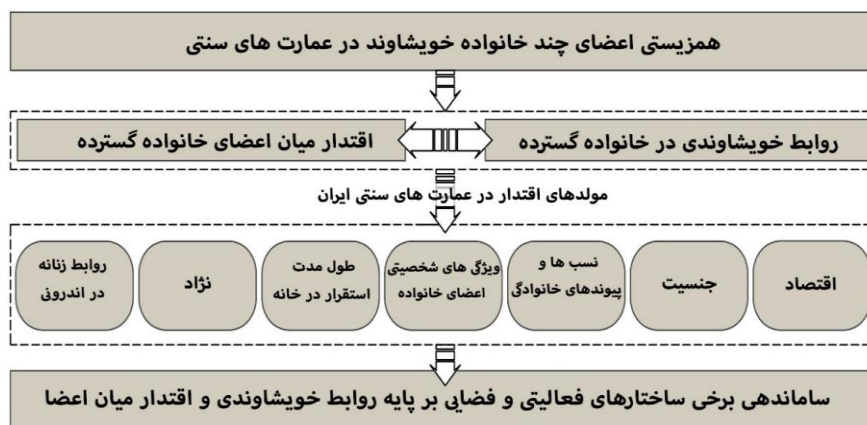 همزیستی اعضای چند خانواده خویشاوند در عمارت های سنتی
روابط خویشاوندی در خانواده گسترده
اقتدار میان اعضای خانواده گسترده
مولدهای اقتدار در عمارت های سنتی ایران
اقتصاد
جنسیت
نسب ها و
پیوندهای خانوادگی
ویژگی های شخصیتی
اعضای خانواده
طول مدت
استقرار در خانه
نژاد
روابط زنانه
در اندرونی
ساماندهی برخی ساختارهای فعالیتی و فضایی بر پایه روابط خویشاوندی و اقتدار میان اعضا